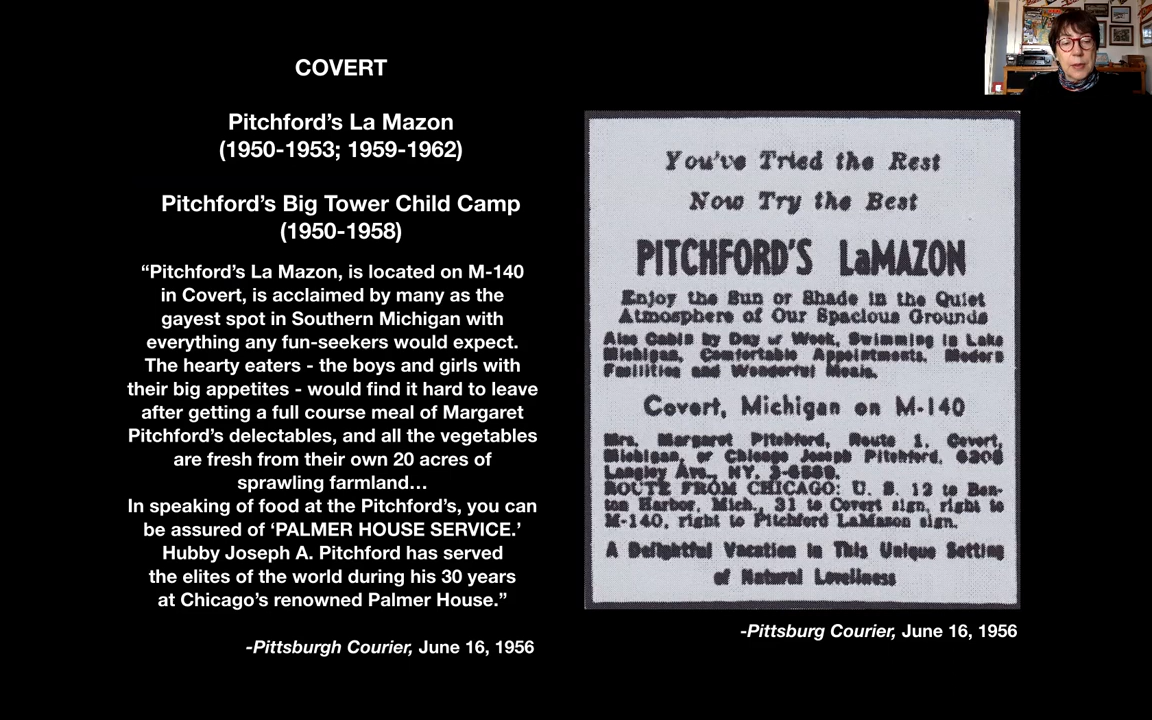 COVERT
Pitchford's La Mazon
(1950-1953; 1959-1962)
Pitchford's Big Tower Child Camp
(1950-1958)
“Pitchford's La Mazon, is located on M-140
in Covert, is acclaimed by many as the
gayest spot in Southern Michigan with
everything any fun-seekers would expect.
The hearty eaters - the boys and girls with
their big appetites - would find it hard to leave
after getting a full course meal of Margaret
Pitchford's delectables, and all the vegetables
are fresh from their own 20 acres of
sprawling farmland…
In speaking of food at the Pitchford's, you can
be assured of ‘PALMER HOUSE SERVICE.’
Hubby Joseph A. Pitchford has served
the elites of the world during his 30 years
at Chicago's renowned Palmer House.”
-Pittsburgh Courier, June 16, 1956
You've Tried the Rest
Now Try the Best
PITCHFORD'S LaMAZON
Enjoy the Sun or Shade in the Quiet
Atmosphere of Our Spacious Grounds
Also Cabin by Day or Week, Swimming in Lake
Michigan, Comfortable Appointments, Modern
Facilities and Wonderful Meals.
Covert, Michigan on M-140
Mrs. Margaret Pitchford, Route 1, Covert,
Michigan, or Chicago Joseph Pitchford, 6206
Langley Ave., NY.
ROUTE FROM CHICAGO: U. S. 12 to Ben-
ton Harbor, Mich., 31 to Covert sign, right to
M-140, right to Pitchford LaMazon sign.
A Delightful Vacation in This Unique Setting
of Natural Loveliness
-Pittsburg Courier, June 16, 1956